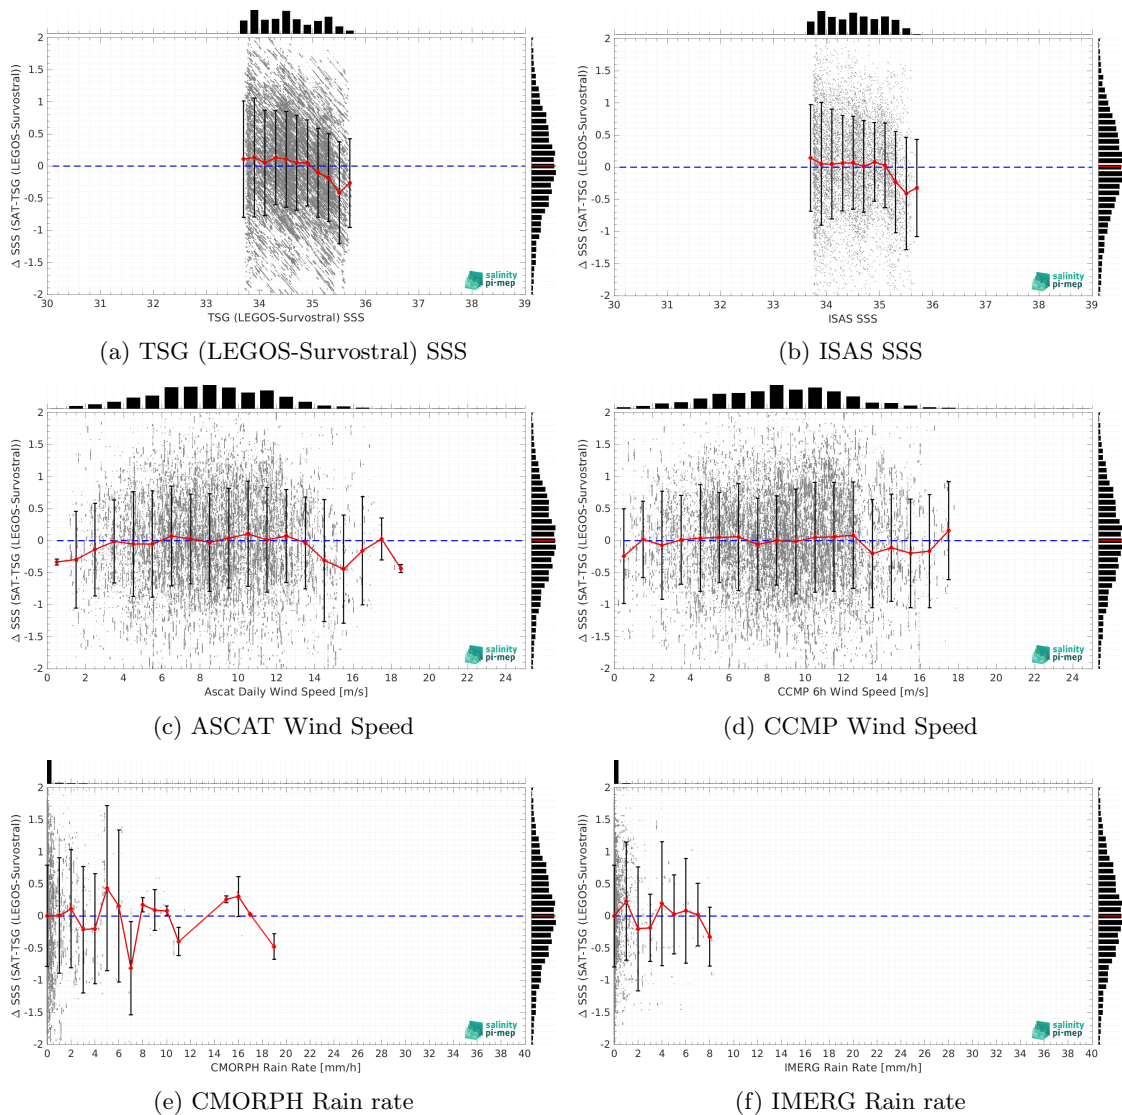 2
1.5
1
0.5
0
-0.5
-1
-1.5
-2
Δ SSS (SAT-TSG (LEGOS-Survostral))
30 31 32 33 34 35 36 37 38 39
TSG (LEGOS-Survostral) SSS
salinity
pi-mep
(a) TSG (LEGOS-Survostral) SSS
2
1.5
1
0.5
0
-0.5
-1
-1.5
-2
Δ SSS (SAT-TSG (LEGOS-Survostral))
30 31 32 33 34 35 36 37 38 39
ISAS SSS
salinity
pi-mep
(b) ISAS SSS
2
1.5
1
0.5
0
-0.5
-1
-1.5
-2
Δ SSS (SAT-TSG (LEGOS-Survostral))
0 2 4 6 8 10 12 14 16 18 20 22 24
Ascat Daily Wind Speed [m/s]
salinity
pi-mep
(c) ASCAT Wind Speed
2
1.5
1
0.5
0
-0.5
-1
-1.5
-2
Δ SSS (SAT-TSG (LEGOS-Survostral))
0 2 4 6 8 10 12 14 16 18 20 22 24
CCMP 6h Wind Speed [m/s]
salinity
pi-mep
(d) CCMP Wind Speed
2
1.5
1
0.5
0
-0.5
-1
-1.5
-2
Δ SSS (SAT-TSG (LEGOS-Survostral))
0 2 4 6 8 10 12 14 16 18 20 22 24 26 28 30 32 34 36 38 40
CMORPH Rain Rate [mm/h]
salinity
pi-mep
(e) CMORPH Rain rate
2
1.5
1
0.5
0
-0.5
-1
-1.5
-2
Δ SSS (SAT-TSG (LEGOS-Survostral))
0 2 4 6 8 10 12 14 16 18 20 22 24 26 28 30 32 34 36 38 40
IMERG Rain Rate [mm/h]
salinity
pi-mep
(f) IMERG Rain rate